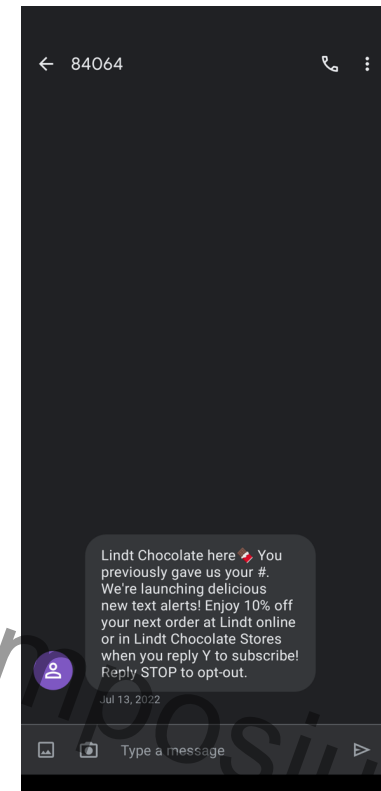 84064
Lindt Chocolate here🍫 You
previously gave us your #.
We're launching delicious
new text alerts! Enjoy 10% off
your next order at Lindt online
or in Lindt Chocolate Stores
when you reply Y to subscribe!
Reply STOP to opt-out.
Jul 13, 2022
Type a message